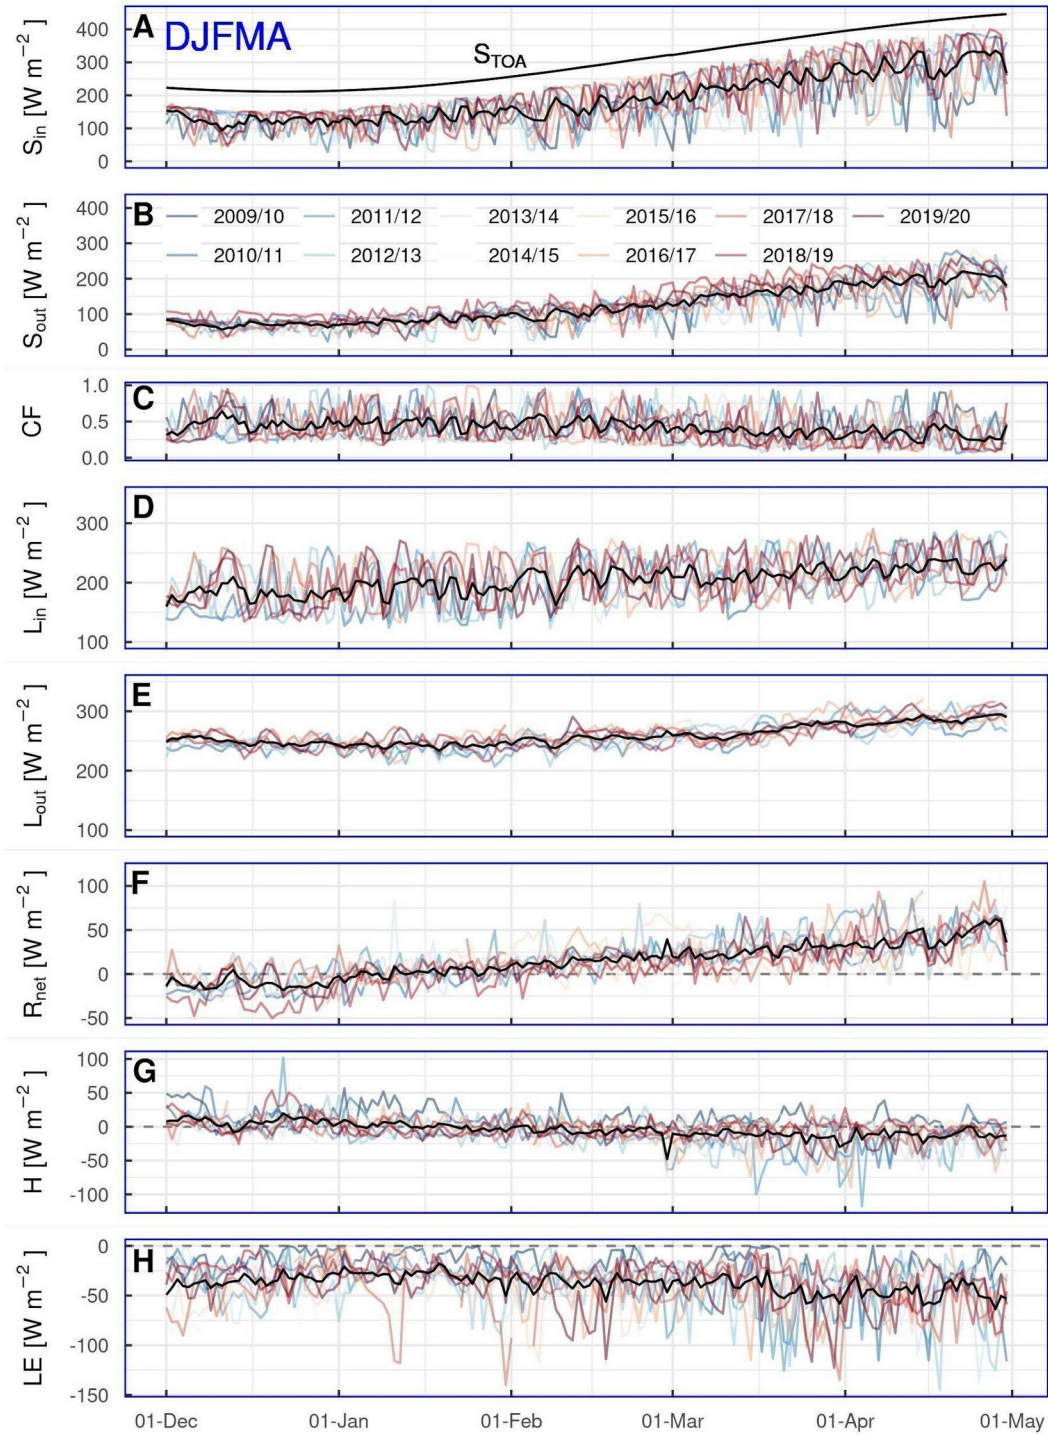 A DJFMA
S_TOA
S_in [W m⁻² ]
400
300
200
100
0
B
2009/10 2011/12 2013/14 2015/16 2017/18 2019/20
2010/11 2012/13 2014/15 2016/17 2018/19
S_out [W m⁻² ]
400
300
200
100
0
C
CF
1.0
0.5
0.0
D
L_in [W m⁻² ]
300
200
100
E
L_out [W m⁻² ]
300
200
100
F
R_net [W m⁻² ]
100
50
0
-50
G
H [W m⁻² ]
100
50
0
-50
-100
H
LE [W m⁻² ]
0
-50
-100
-150
01-Dec 01-Jan 01-Feb 01-Mar 01-Apr 01-May